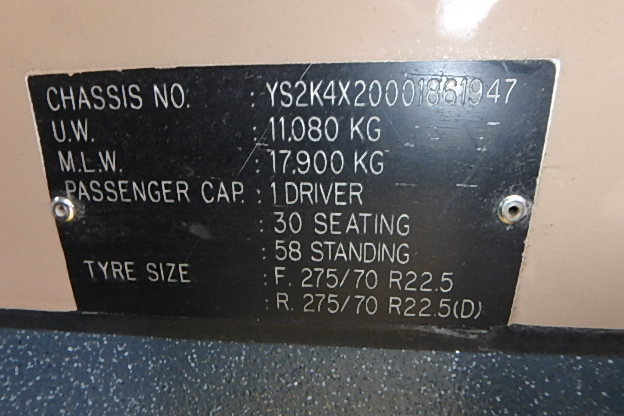 CHASSIS NO. : YS2K4X20001861947
U.W. : 11.080 KG
M.L.W. : 17.900 KG
PASSENGER CAP. : 1 DRIVER
: 30 SEATING
: 58 STANDING
TYRE SIZE : F. 275/70 R22.5
: R. 275/70 R22.5(D)